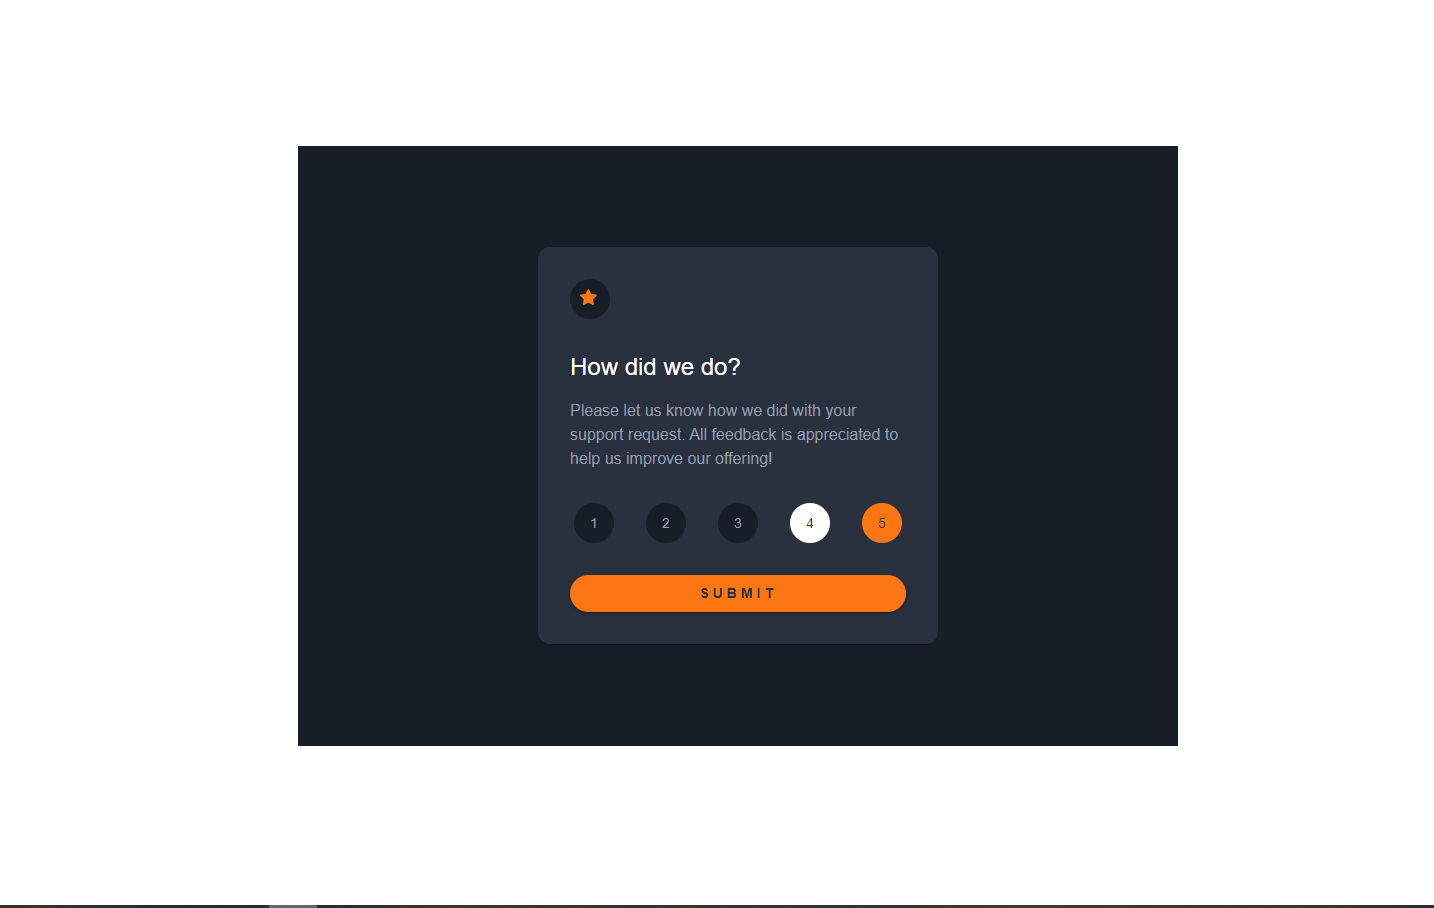 How did we do?
Please let us know how we did with your
support request. All feedback is appreciated to
help us improve our offering!
1 2 3 4 5
SUBMIT